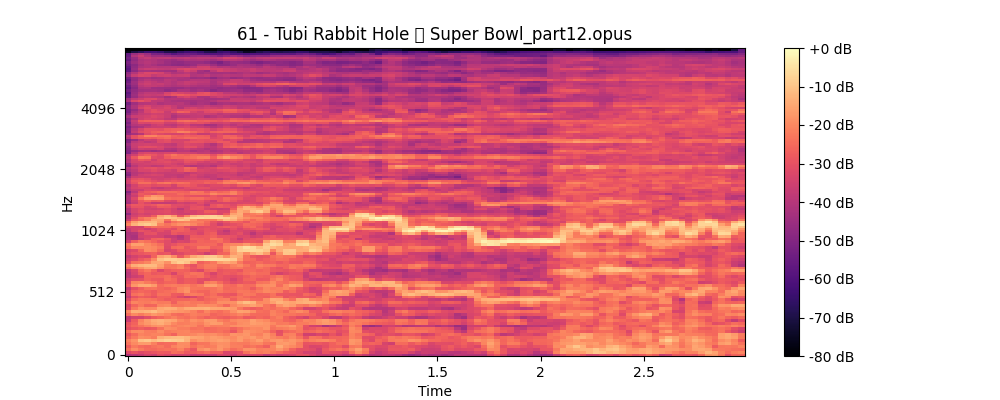 61 - Tubi Rabbit Hole  Super Bowl_part12.opus
Hz
4096
2048
1024
512
0
0
0.5
1
1.5
2
2.5
Time
+0 dB
-10 dB
-20 dB
-30 dB
-40 dB
-50 dB
-60 dB
-70 dB
-80 dB